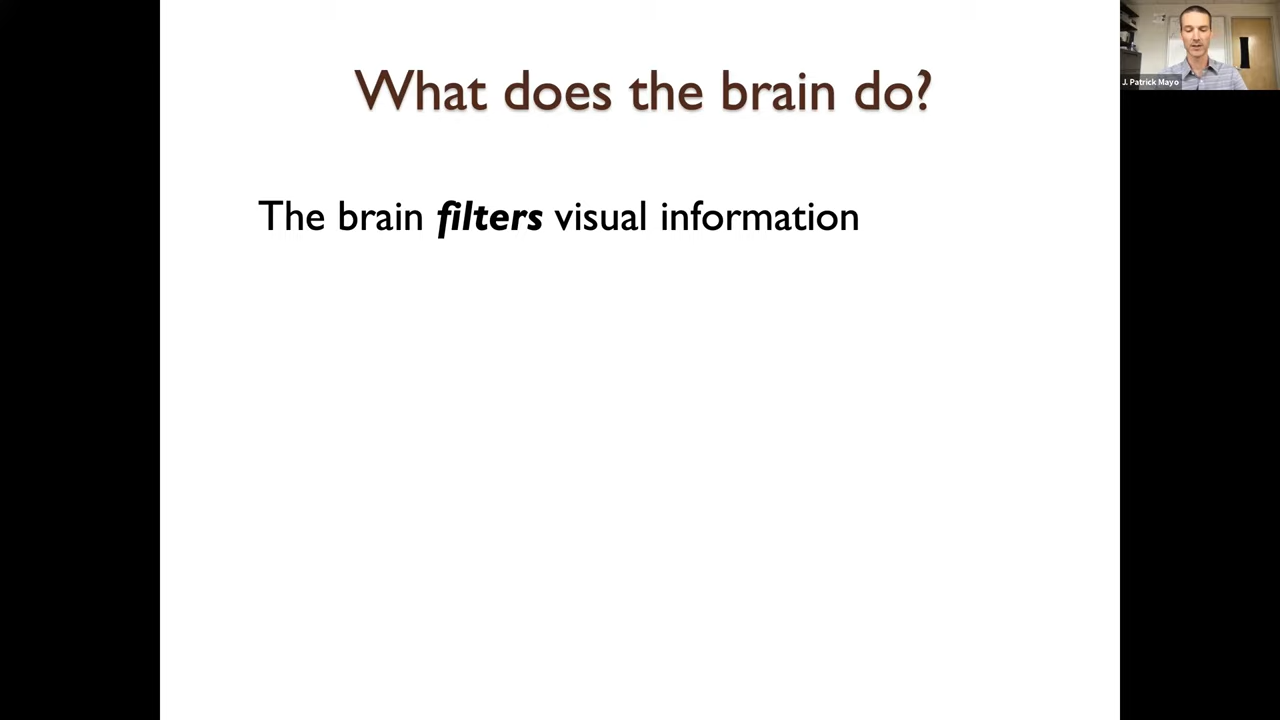 What does the brain do?
J. Patrick Mayo
The brain filters visual information